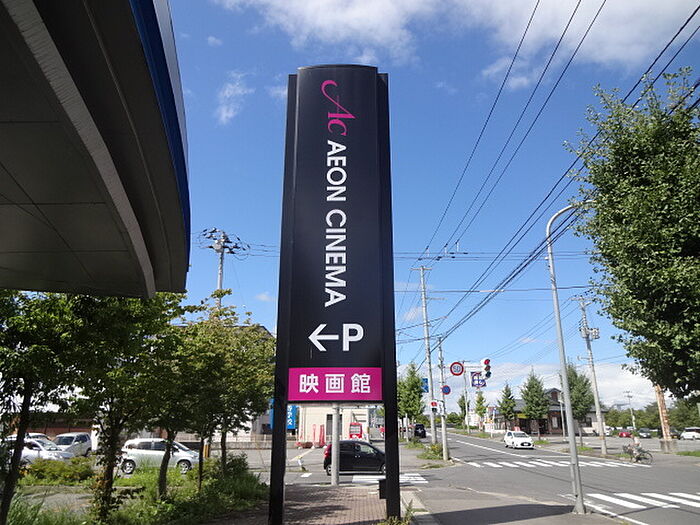 Ac
AEON CINEMA
←P
映画館